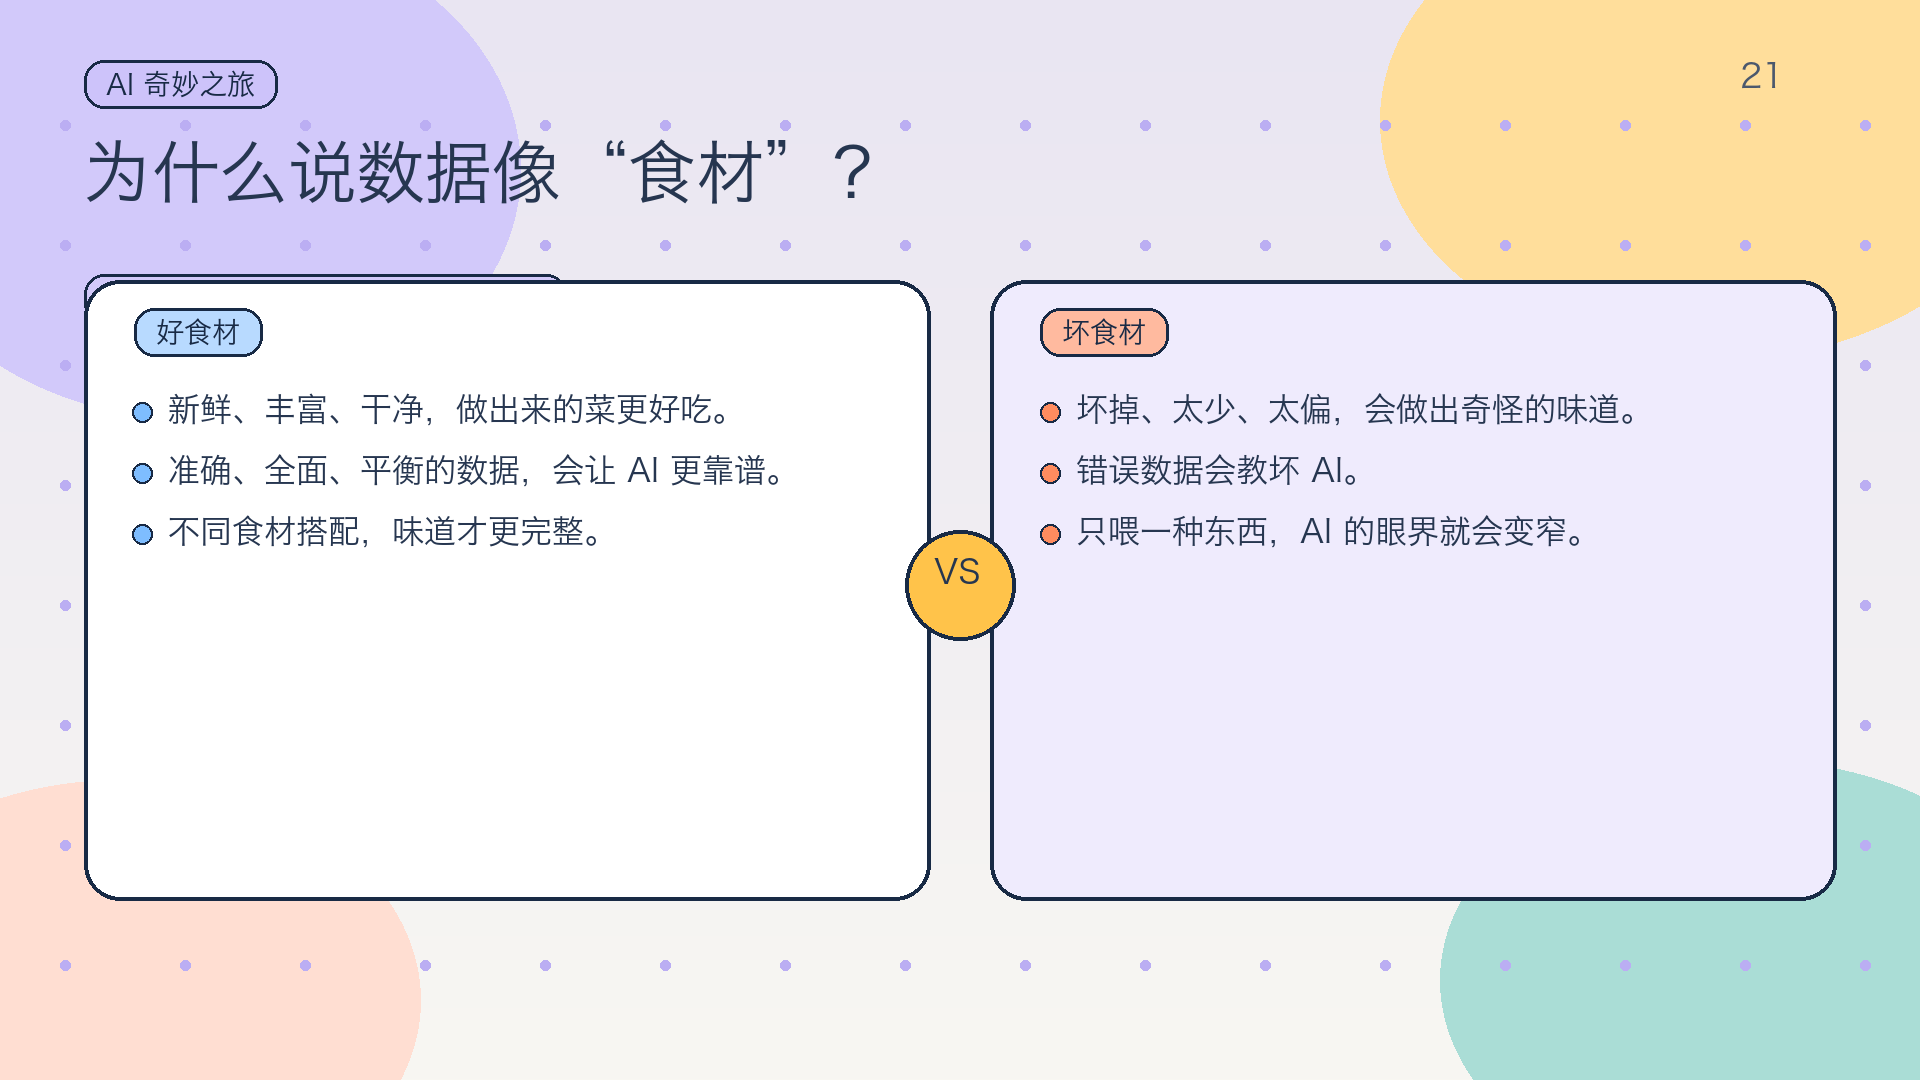 AI 奇妙之旅
21
为什么说数据像“食材”？
好食材
新鲜、丰富、干净，做出来的菜更好吃。
准确、全面、平衡的数据，会让 AI 更靠谱。
不同食材搭配，味道才更完整。
VS
坏食材
坏掉、太少、太偏，会做出奇怪的味道。
错误数据会教坏 AI。
只喂一种东西，AI 的眼界就会变窄。